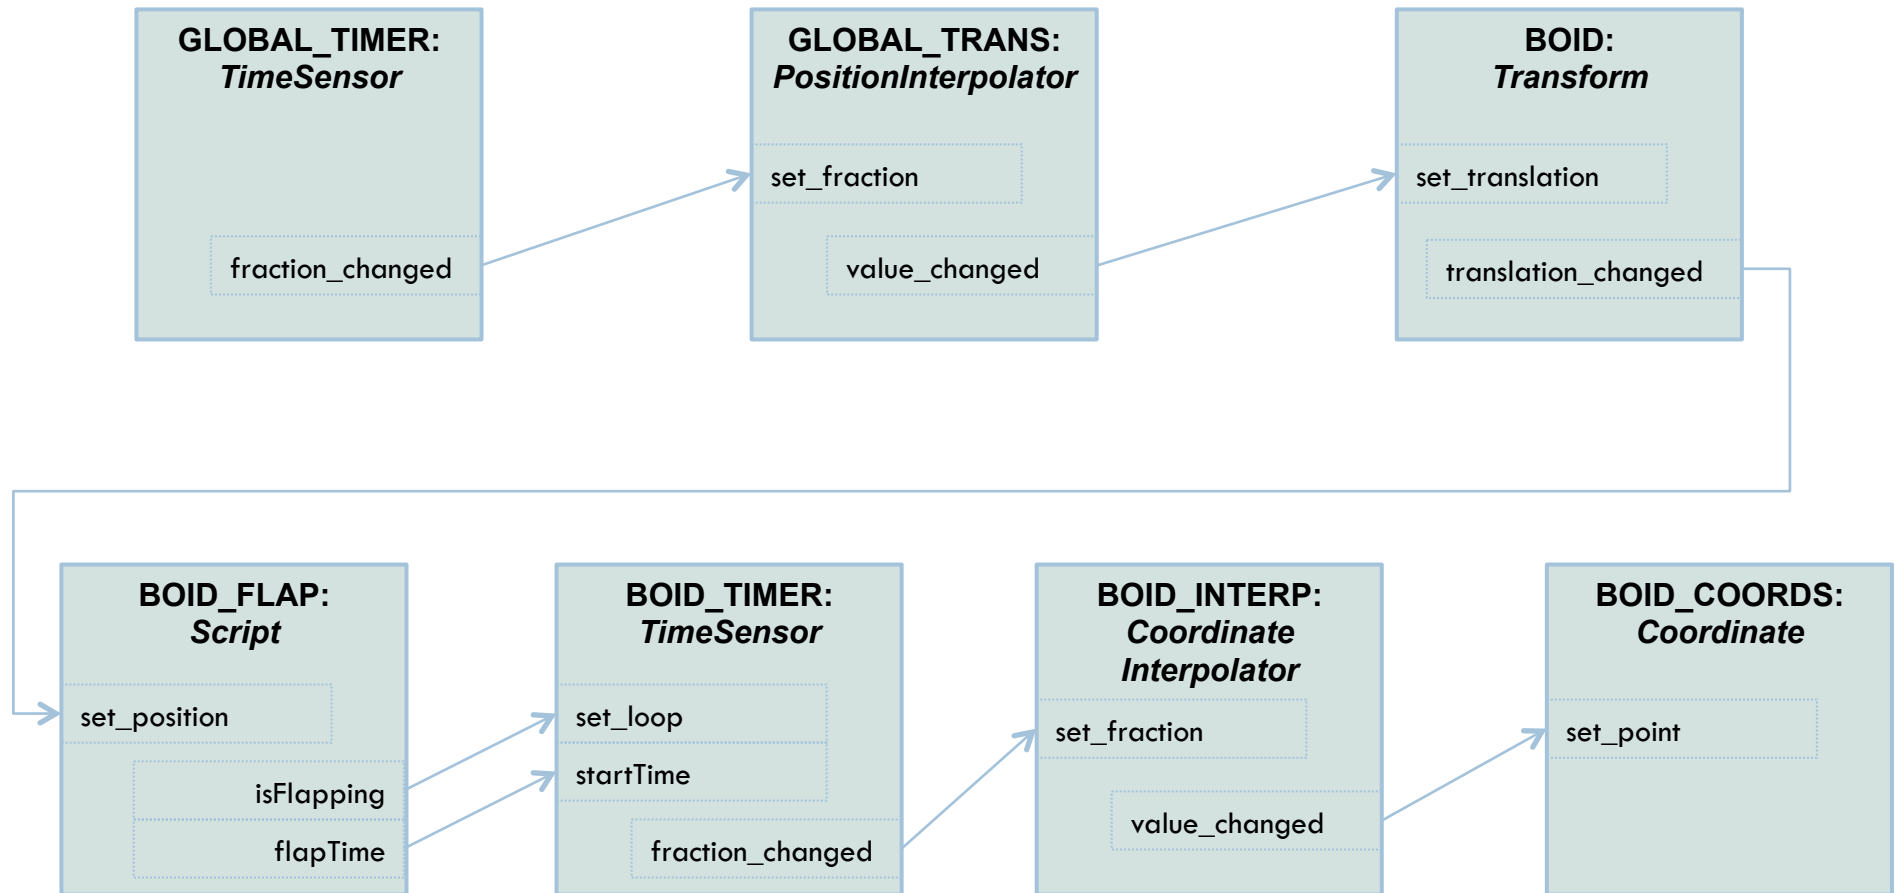 GLOBAL_TIMER:
TimeSensor
fraction_changed
GLOBAL_TRANS:
PositionInterpolator
set_fraction
value_changed
BOID:
Transform
set_translation
translation_changed
BOID_FLAP:
Script
set_position
isFlapping
flapTime
BOID_TIMER:
TimeSensor
set_loop
startTime
fraction_changed
BOID_INTERP:
Coordinate
Interpolator
set_fraction
value_changed
BOID_COORDS:
Coordinate
set_point